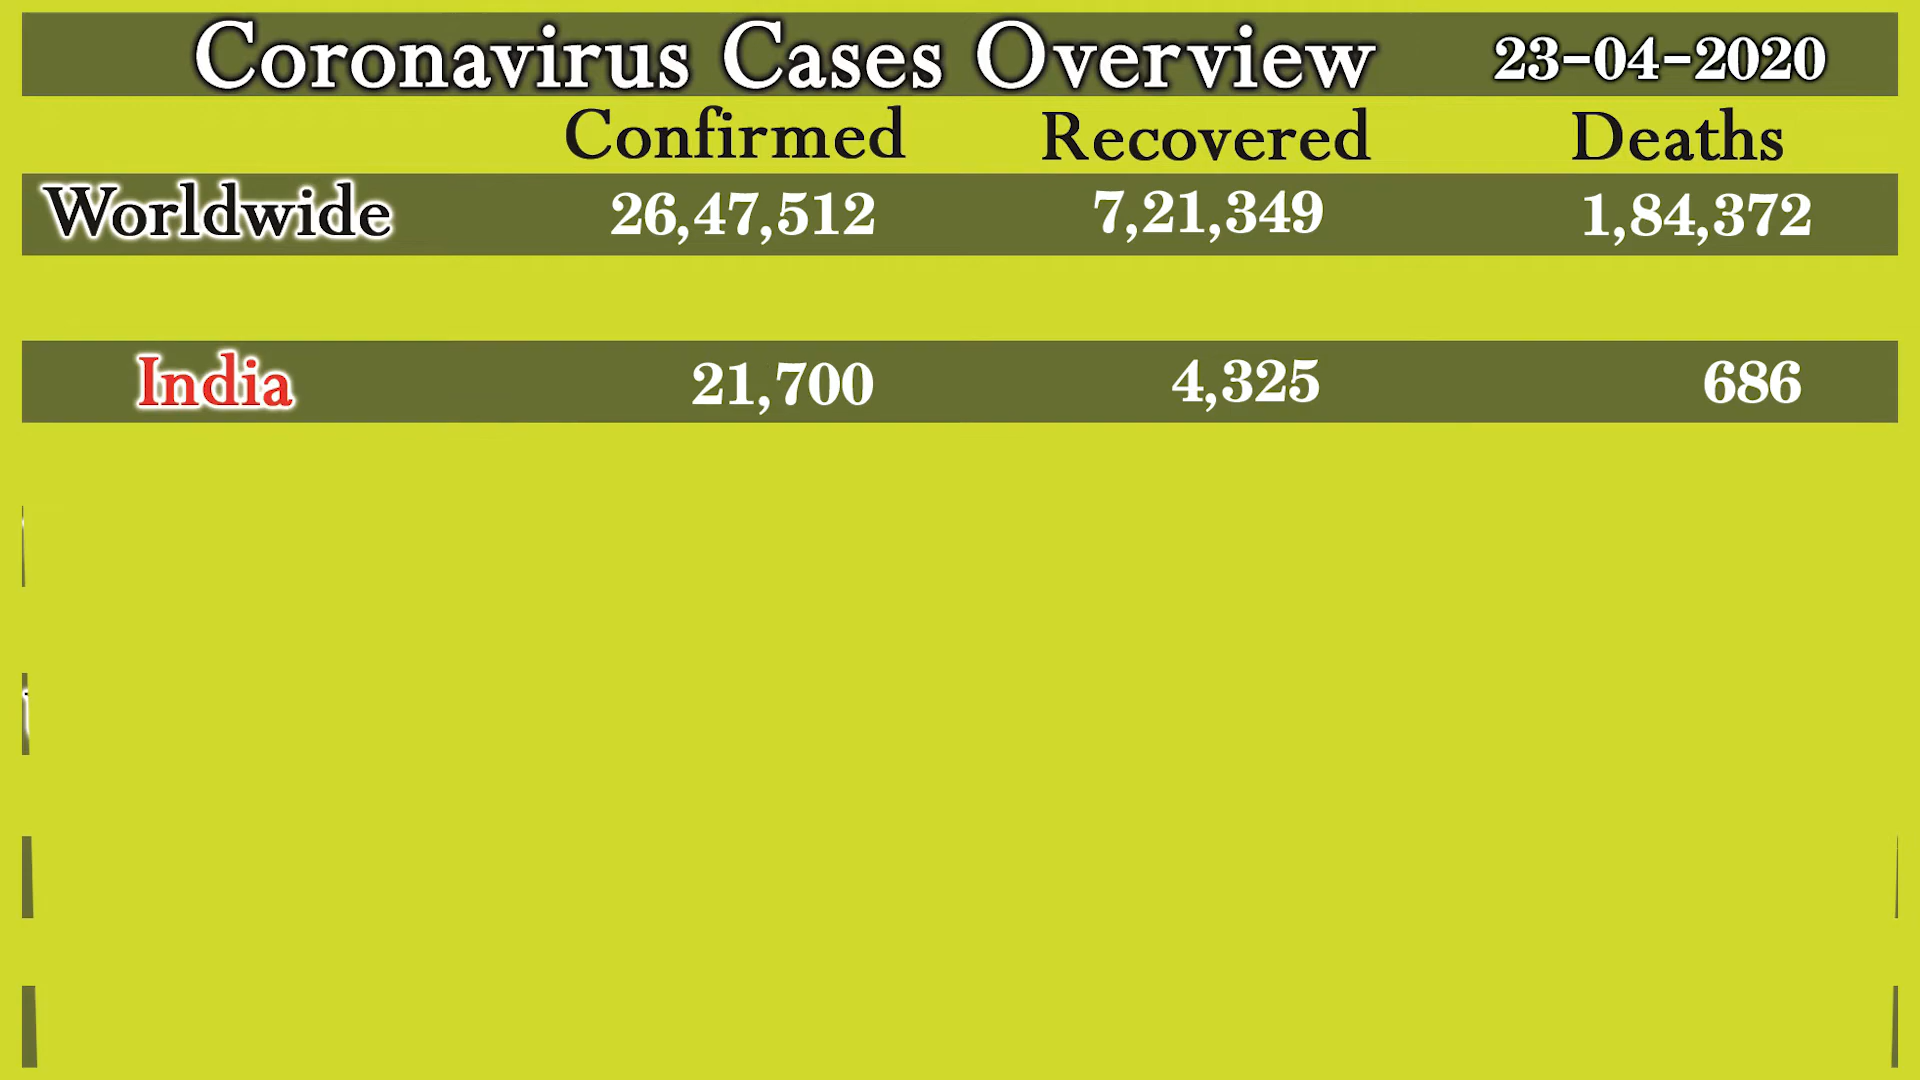 Coronavirus Cases Overview 23-04-2020
Confirmed Recovered Deaths
Worldwide 26,47,512 7,21,349 1,84,372
India 21,700 4,325 686